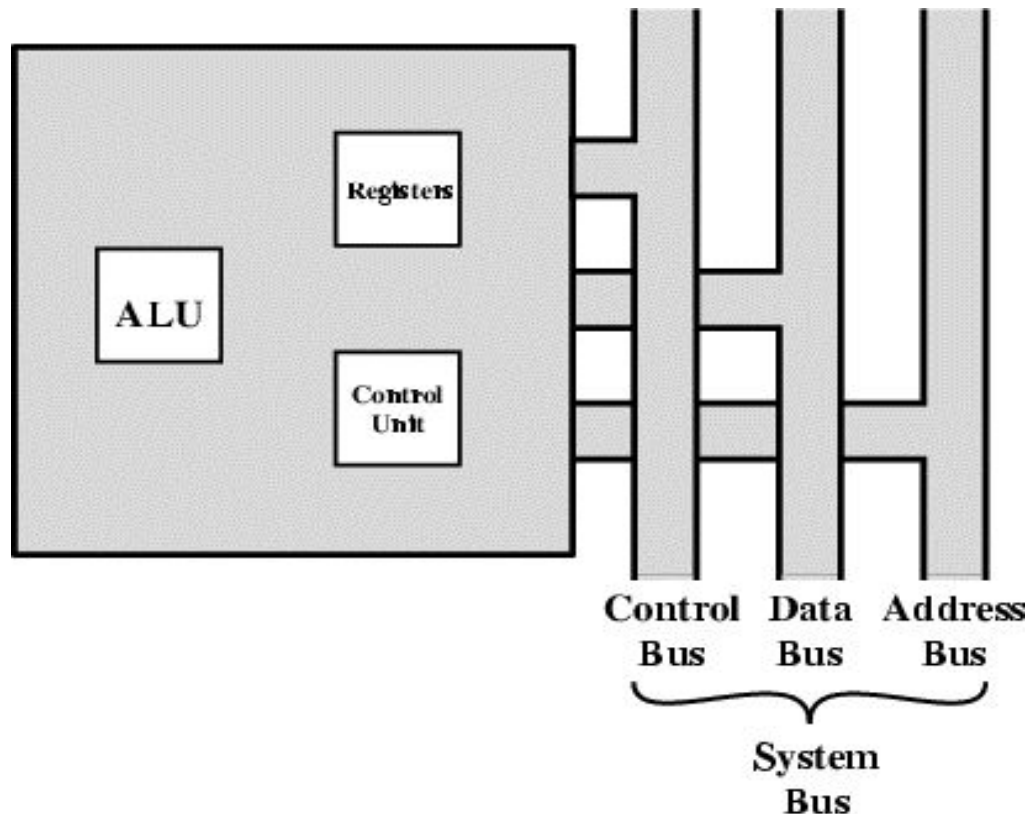 Registers
ALU
Control
Unit
Control
Bus
Data
Bus
Address
Bus
System
Bus